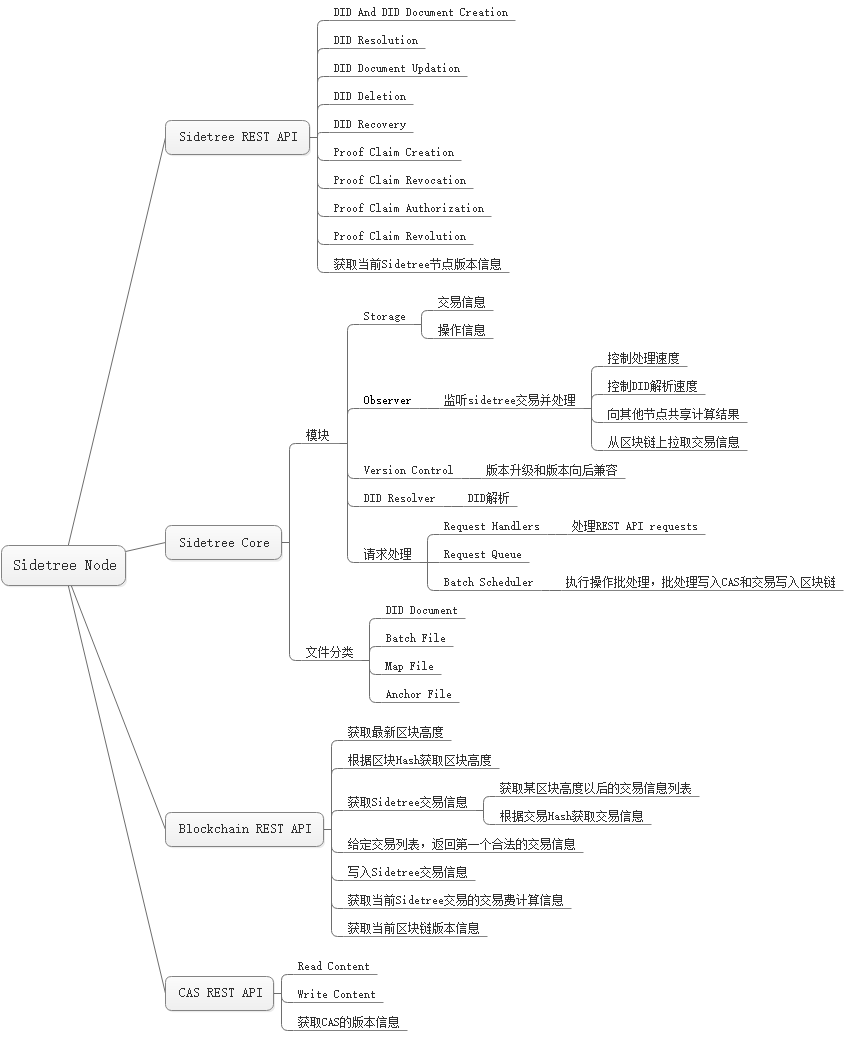 Sidetree Node
Sidetree REST API
DID And DID Document Creation
DID Resolution
DID Document Updation
DID Deletion
DID Recovery
Proof Claim Creation
Proof Claim Revocation
Proof Claim Authorization
Proof Claim Revolution
获取当前Sidetree节点版本信息
Sidetree Core
模块
Storage
交易信息
操作信息
Observer
监听sidetree交易并处理
控制处理速度
控制DID解析速度
向其他节点共享计算结果
从区块链上拉取交易信息
Version Control
版本升级和版本向后兼容
DID Resolver
DID解析
请求处理
Request Handlers
处理REST API requests
Request Queue
Batch Scheduler
执行操作批处理，批处理写入CAS和交易写入区块链
文件分类
DID Document
Batch File
Map File
Anchor File
Blockchain REST API
获取最新区块高度
根据区块Hash获取区块高度
获取Sidetree交易信息
获取某区块高度以后的交易信息列表
根据交易Hash获取交易信息
给定交易列表，返回第一个合法的交易信息
写入Sidetree交易信息
获取当前Sidetree交易的交易费计算信息
获取当前区块链版本信息
CAS REST API
Read Content
Write Content
获取CAS的版本信息